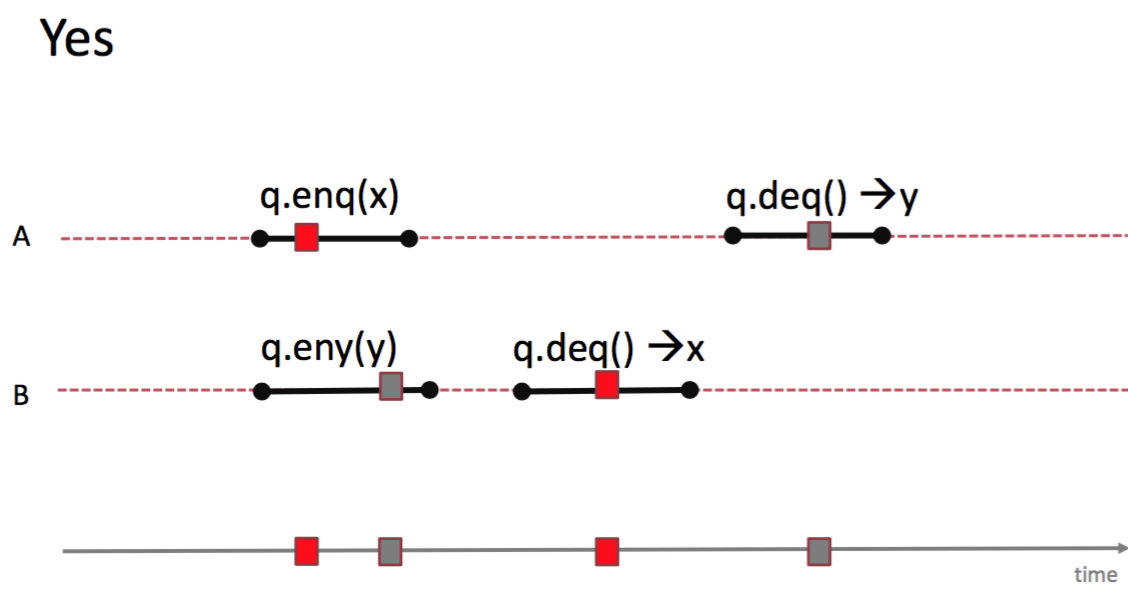 Yes
q.enq(x)
q.deq() →y
A
q.eny(y)
q.deq() →x
B
time